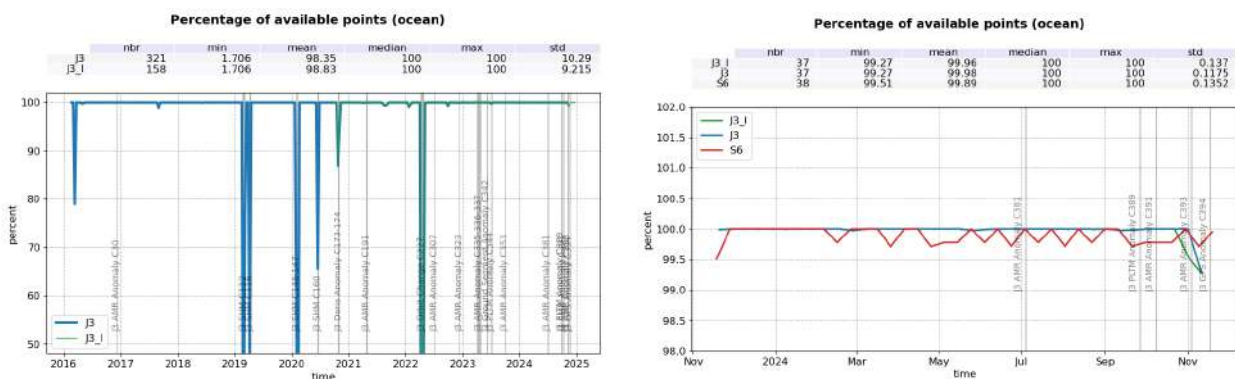 Percentage of available points (ocean)
nbr min mean median max std
J3 321 1.706 98.35 100 100 10.29
J3_I 158 1.706 98.83 100 100 9.215
100
90
80
70
60
50
percent
J3 AMR Anomaly C30
J3 SHM C160
J3 Doris Anomaly C173-174
J3 AMR Anomaly C191
J3 AMR Anomaly C323
J3 AMR Anomaly C351
J3 AMR Anomaly C381
J3
J3_I
2016 2017 2018 2019 2020 2021 2022 2023 2024 2025
time
Percentage of available points (ocean)
nbr min mean median max std
J3_I 37 99.27 99.96 100 100 0.137
J3 37 99.27 99.98 100 100 0.1175
S6 38 99.51 99.89 100 100 0.1352
102.0
101.5
101.0
100.5
100.0
99.5
99.0
98.5
98.0
percent
J3_I
J3
S6
J3 AMR Anomaly C381
J3 PLTM Anomaly C389
J3 AMR Anomaly C391
J3 AMR Anomaly C393
J3 GPS Anomaly C394
Nov 2024 Mar May Jul Sep Nov
time